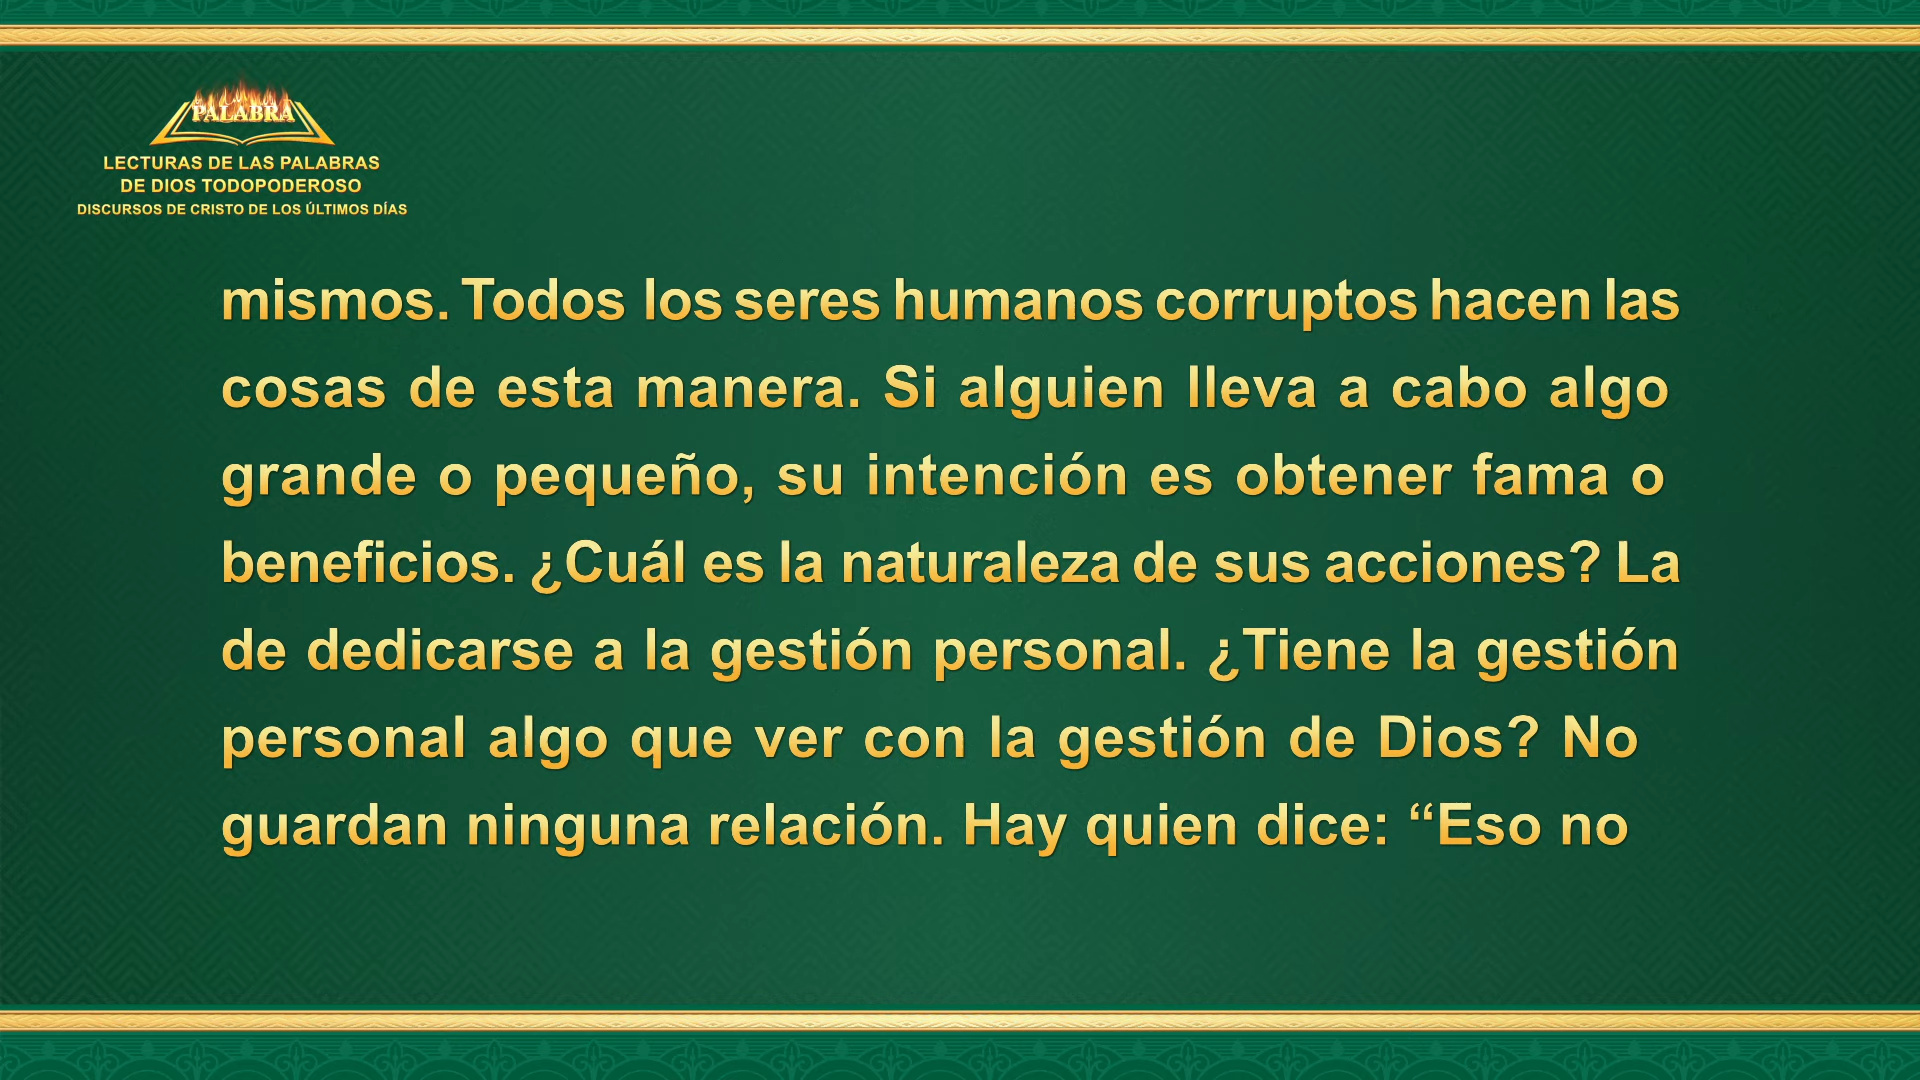 PALABRA
LECTURAS DE LAS PALABRAS
DE DIOS TODOPODEROSO
DISCURSOS DE CRISTO DE LOS ÚLTIMOS DÍAS
mismos. Todos los seres humanos corruptos hacen las
cosas de esta manera. Si alguien lleva a cabo algo
grande o pequeño, su intención es obtener fama o
beneficios. ¿Cuál es la naturaleza de sus acciones? La
de dedicarse a la gestión personal. ¿Tiene la gestión
personal algo que ver con la gestión de Dios? No
guardan ninguna relación. Hay quien dice: “Eso no